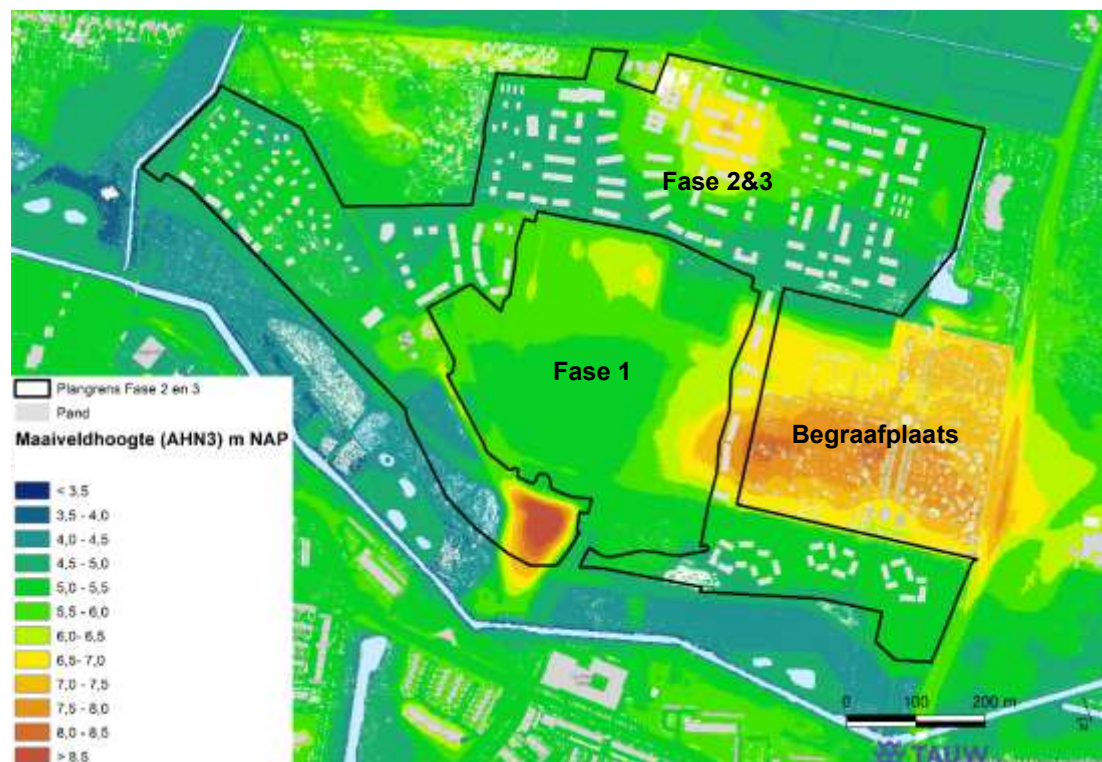 Fase 2&3
Fase 1
Begraafplaats
Plangrens Fase 2 en 3
Pand
Maaiveldhoogte (AHN3) m NAP
< 3,5
3,5 - 4,0
4,0 - 4,5
4,5 - 5,0
5,0 - 5,5
5,5 - 6,0
6,0- 6,5
6,5- 7,0
7,0 - 7,5
7,5 - 8,0
8,0 - 8,5
> 8,5
0 100 200 m
TAUW